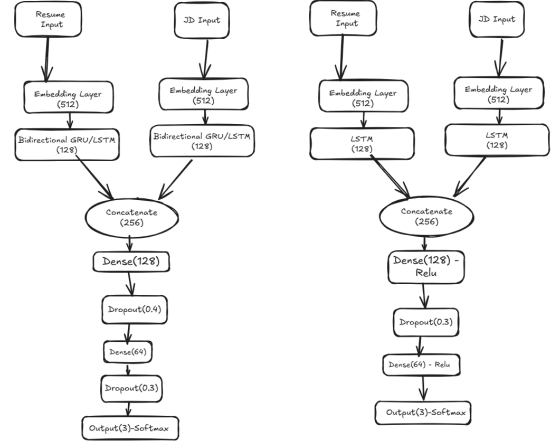 Resume
Input
JD Input
Embedding Layer
(512)
Embedding Layer
(512)
Bidirectional GRU/LSTM
(128)
Bidirectional GRU/LSTM
(128)
Concatenate
(256)
Dense(128)
Dropout(0.4)
Dense(64)
Dropout(0.3)
Output(3)-Softmax
Resume
Input
JD Input
Embedding Layer
(512)
Embedding Layer
(512)
LSTM
(128)
LSTM
(128)
Concatenate
(256)
Dense(128) -
Relu
Dropout(0.3)
Dense(64) - Relu
Output(3)-Softmax